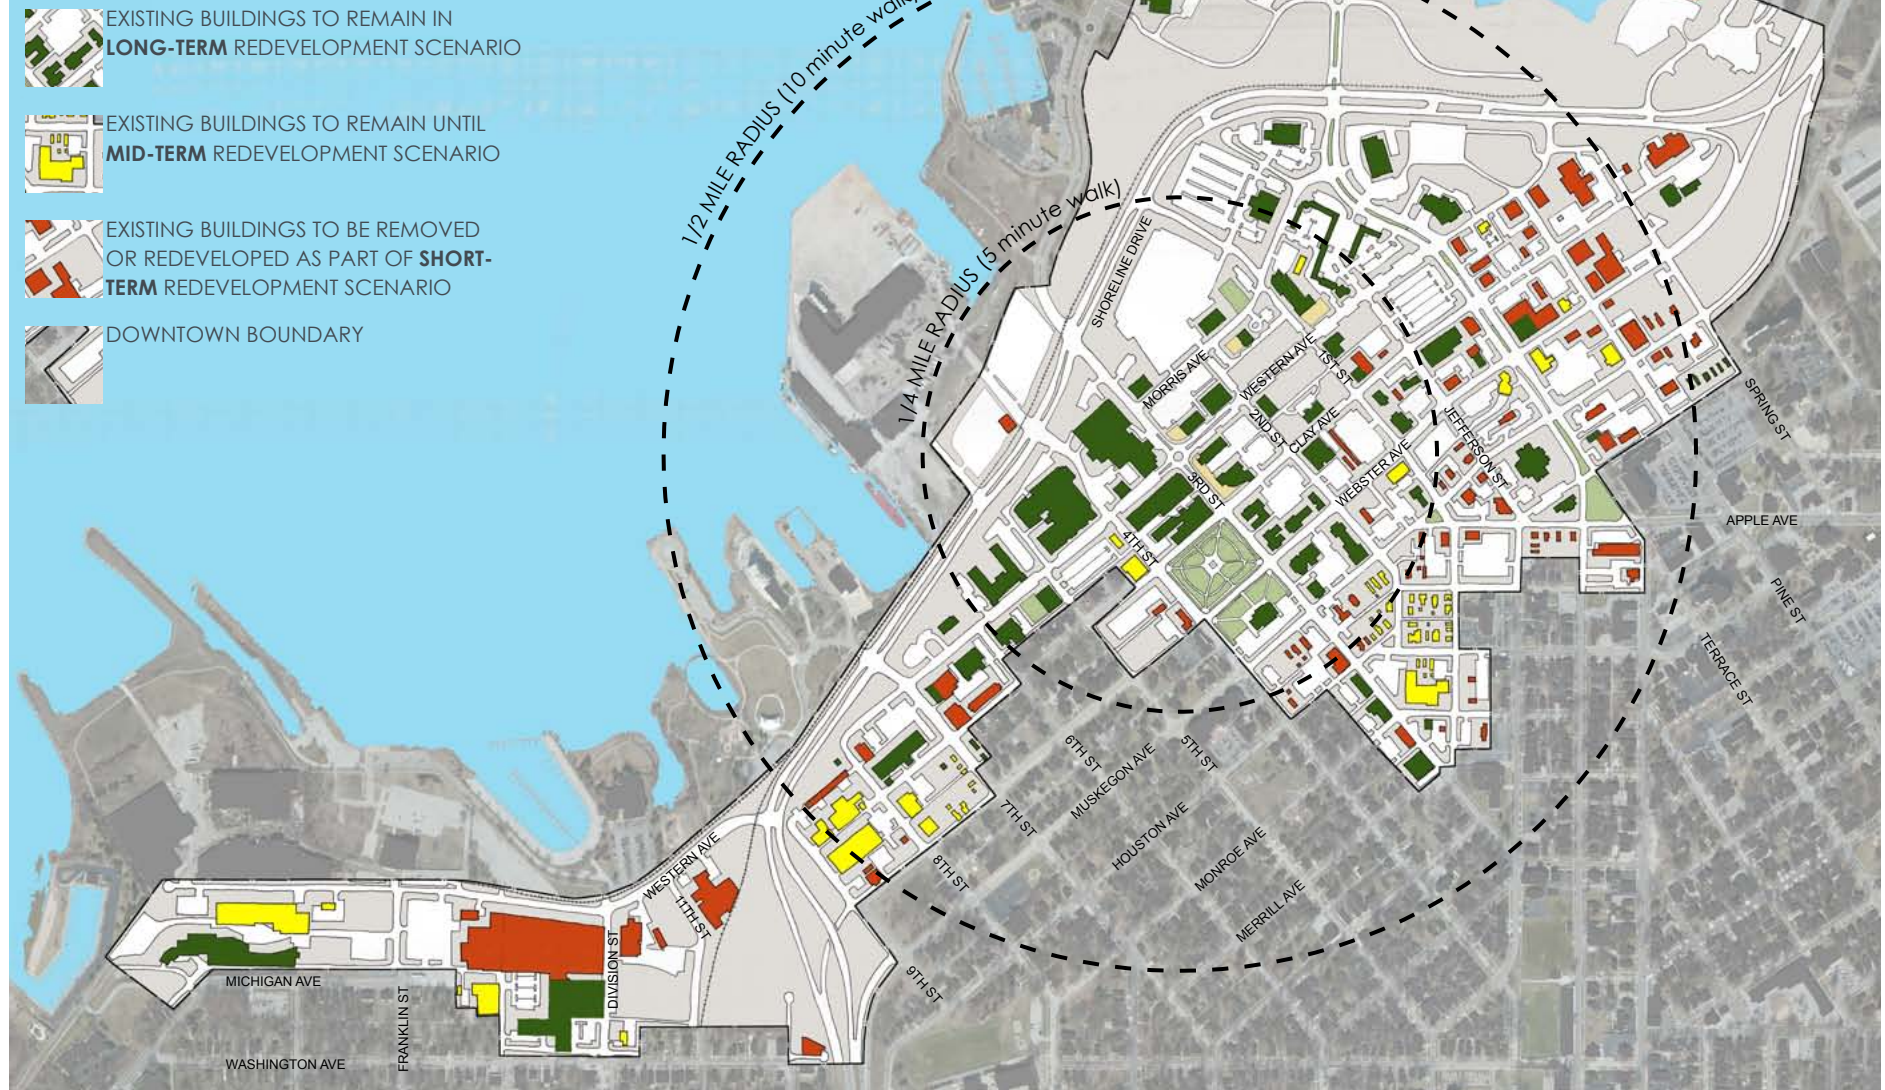 EXISTING BUILDINGS TO REMAIN IN
LONG-TERM REDEVELOPMENT SCENARIO
EXISTING BUILDINGS TO REMAIN UNTIL
MID-TERM REDEVELOPMENT SCENARIO
EXISTING BUILDINGS TO BE REMOVED
OR REDEVELOPED AS PART OF SHORT-
TERM REDEVELOPMENT SCENARIO
DOWNTOWN BOUNDARY
1/2 MILE RADIUS (10 minute walk)
1/4 MILE RADIUS (5 minute walk)
SHORELINE DRIVE
MORRIS AVE
WESTERN AVE
1ST ST
2ND ST
CLAY AVE
WEBSTER AVE
JEFFERSON ST
3RD ST
4TH ST
SPRING ST
APPLE AVE
PINE ST
TERRACE ST
6TH ST
MUSKEGON AVE
5TH ST
7TH ST
HOUSTON AVE
MONROE AVE
8TH ST
MERRILL AVE
9TH ST
WESTERN AVE
11TH ST
DIVISION ST
MICHIGAN AVE
FRANKLIN ST
WASHINGTON AVE